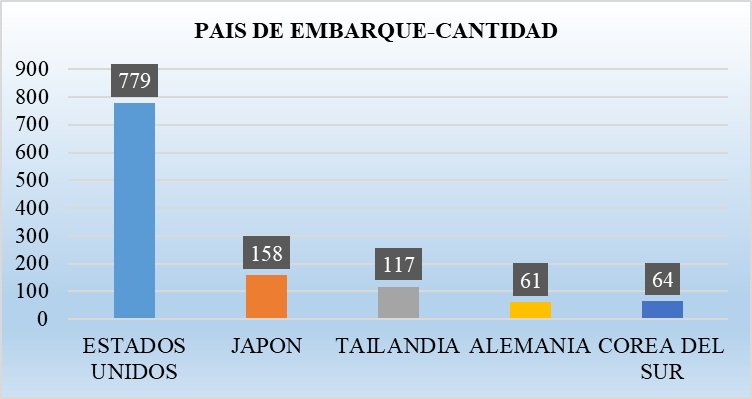 PAIS DE EMBARQUE-CANTIDAD
900
800
700
600
500
400
300
200
100
0
779
158
117
61
64
ESTADOS
UNIDOS
JAPON
TAILANDIA
ALEMANIA
COREA DEL
SUR